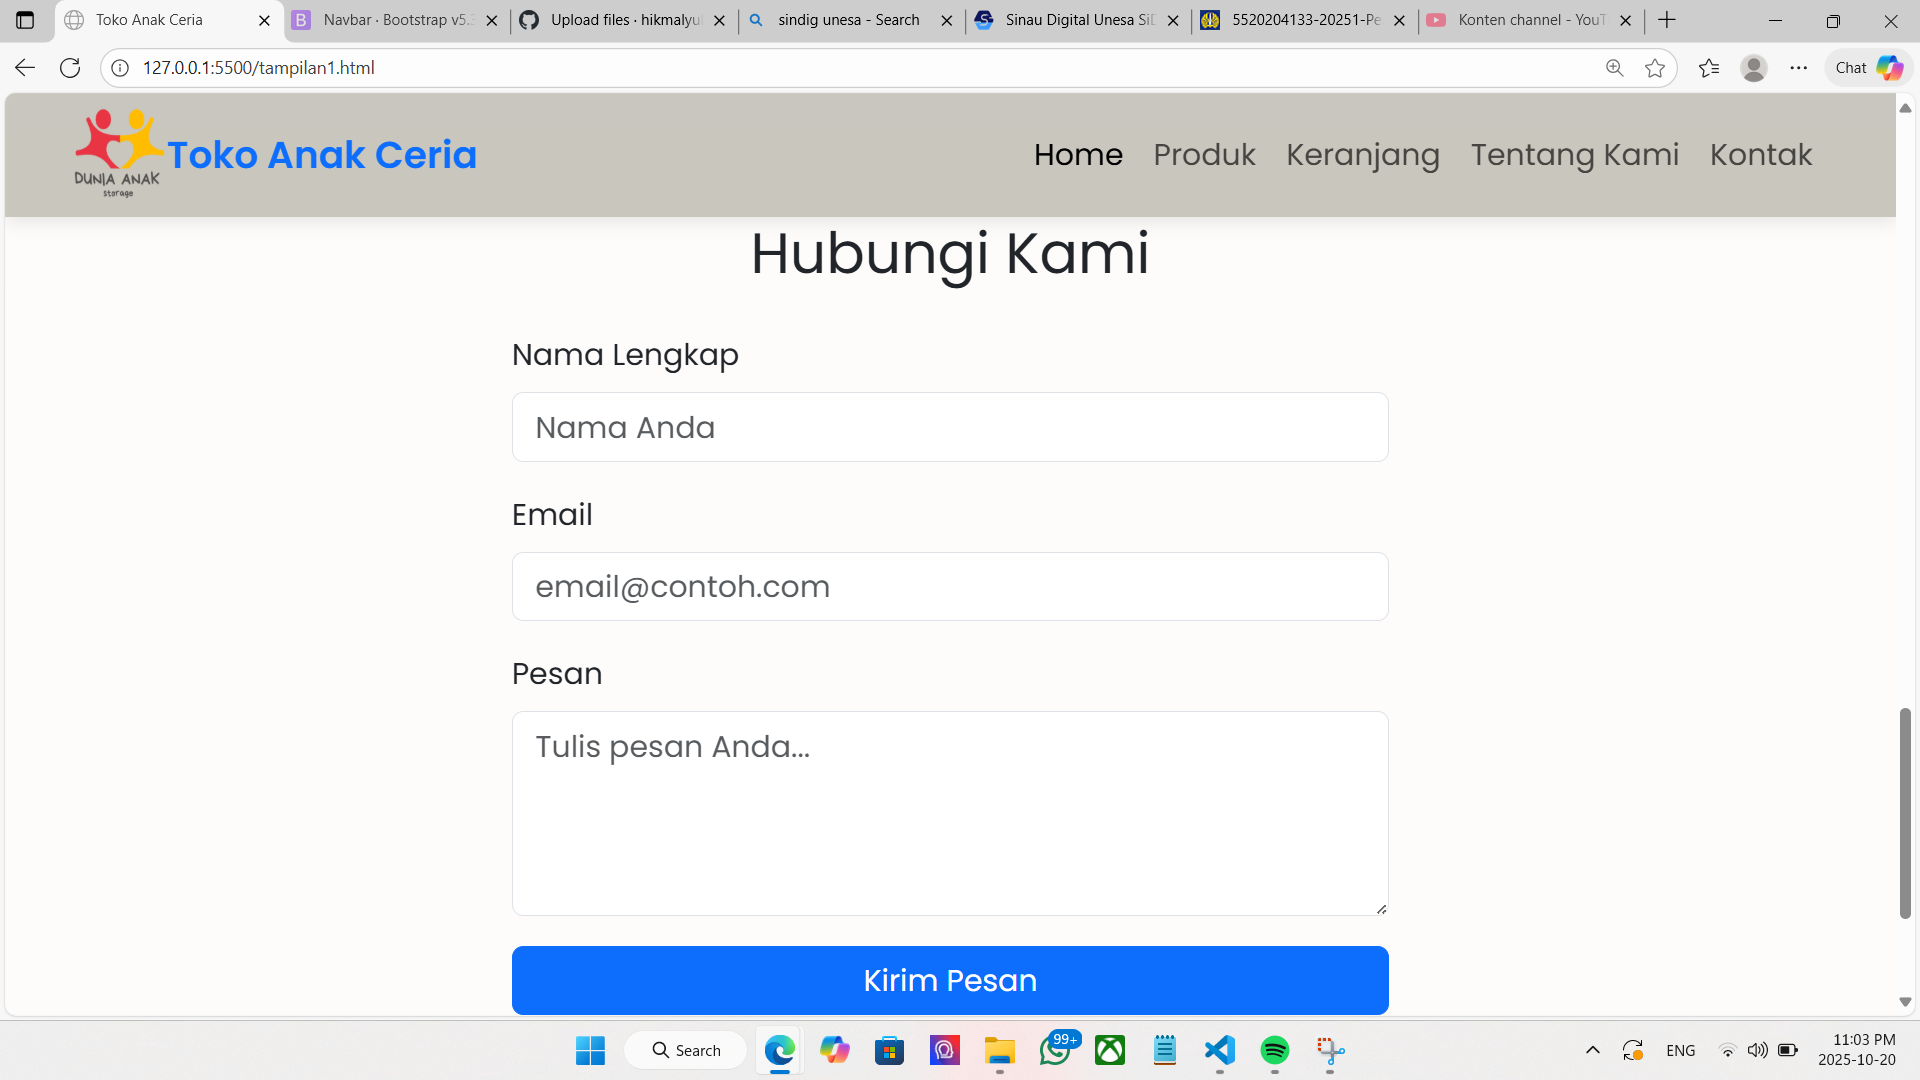 Toko Anak Ceria
Navbar · Bootstrap v5.3
Upload files · hikmalyul
sindig unesa - Search
Sinau Digital Unesa SiD
5520204133-20251-Pe
Konten channel - YouT
127.0.0.1:5500/tampilan1.html
Chat
DUNIA ANAK
storage
Toko Anak Ceria
Home
Produk
Keranjang
Tentang Kami
Kontak
Hubungi Kami
Nama Lengkap
Nama Anda
Email
email@contoh.com
Pesan
Tulis pesan Anda...
Kirim Pesan
Search
99+
ENG
11:03 PM
2025-10-20